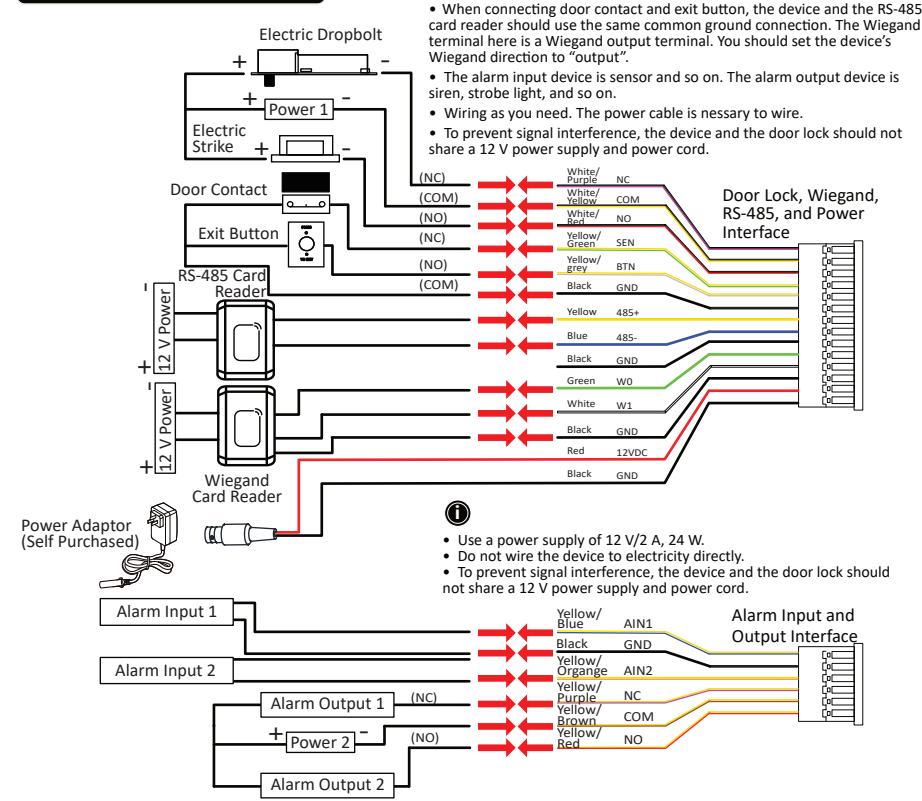 • When connecting door contact and exit button, the device and the RS-485
card reader should use the same common ground connection. The Wiegand
terminal here is a Wiegand output terminal. You should set the device’s
Wiegand direction to “output”.
• The alarm input device is sensor and so on. The alarm output device is
siren, strobe light, and so on.
• Wiring as you need. The power cable is nessary to wire.
• To prevent signal interference, the device and the door lock should not
share a 12 V power supply and power cord.
Electric Dropbolt
+ -
+ Power 1 -
Electric
Strike
+ -
Door Contact
Exit Button
RS-485 Card
Reader
- 12 V Power +
- 12 V Power +
Wiegand
Card Reader
Power Adaptor
(Self Purchased)
(NC)
(COM)
(NO)
(NC)
(NO)
(COM)
White/
Purple NC
White/
Yellow COM
White/
Red NO
Yellow/
Green SEN
Yellow/
grey BTN
Black GND
Yellow 485+
Blue 485-
Black GND
Green W0
White W1
Black GND
Red 12VDC
Black GND
Door Lock, Wiegand,
RS-485, and Power
Interface
i
• Use a power supply of 12 V/2 A, 24 W.
• Do not wire the device to electricity directly.
• To prevent signal interference, the device and the door lock should
not share a 12 V power supply and power cord.
Alarm Input 1
Alarm Input 2
Alarm Output 1 (NC)
+ Power 2 - (NO)
Alarm Output 2
Yellow/
Blue AIN1
Black GND
Yellow/
Organge AIN2
Yellow/
Purple NC
Yellow/
Brown COM
Yellow/
Red NO
Alarm Input and
Output Interface